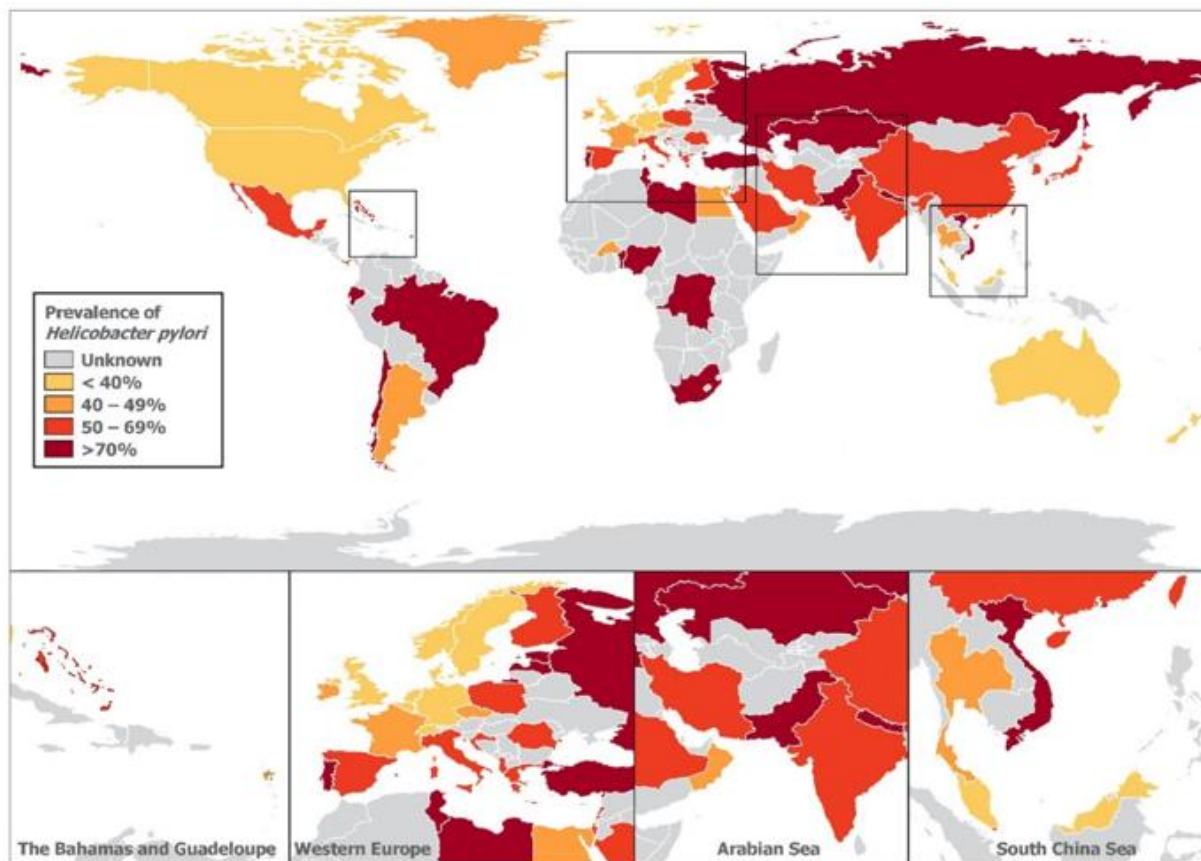 Prevalence of
Helicobacter pylori
Unknown
< 40%
40 – 49%
50 – 69%
>70%
The Bahamas and Guadeloupe
Western Europe
Arabian Sea
South China Sea